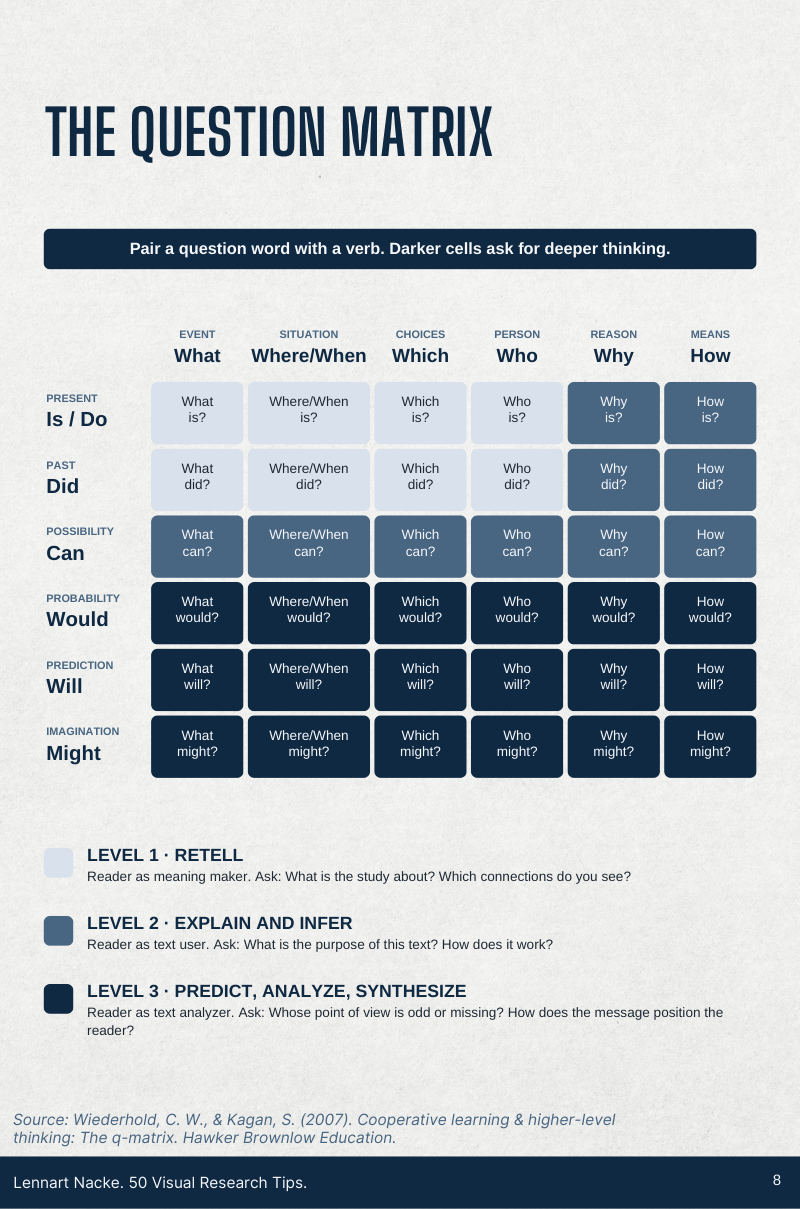 THE QUESTION MATRIX
Pair a question word with a verb. Darker cells ask for deeper thinking.
EVENT SITUATION CHOICES PERSON REASON MEANS
What Where/When Which Who Why How
PRESENT
Is / Do
What is? Where/When is? Which is? Who is? Why is? How is?
PAST
Did
What did? Where/When did? Which did? Who did? Why did? How did?
POSSIBILITY
Can
What can? Where/When can? Which can? Who can? Why can? How can?
PROBABILITY
Would
What would? Where/When would? Which would? Who would? Why would? How would?
PREDICTION
Will
What will? Where/When will? Which will? Who will? Why will? How will?
IMAGINATION
Might
What might? Where/When might? Which might? Who might? Why might? How might?
LEVEL 1 · RETELL
Reader as meaning maker. Ask: What is the study about? Which connections do you see?
LEVEL 2 · EXPLAIN AND INFER
Reader as text user. Ask: What is the purpose of this text? How does it work?
LEVEL 3 · PREDICT, ANALYZE, SYNTHESIZE
Reader as text analyzer. Ask: Whose point of view is odd or missing? How does the message position the
reader?
Source: Wiederhold, C. W., & Kagan, S. (2007). Cooperative learning & higher-level
thinking: The q-matrix. Hawker Brownlow Education.
Lennart Nacke. 50 Visual Research Tips.
8